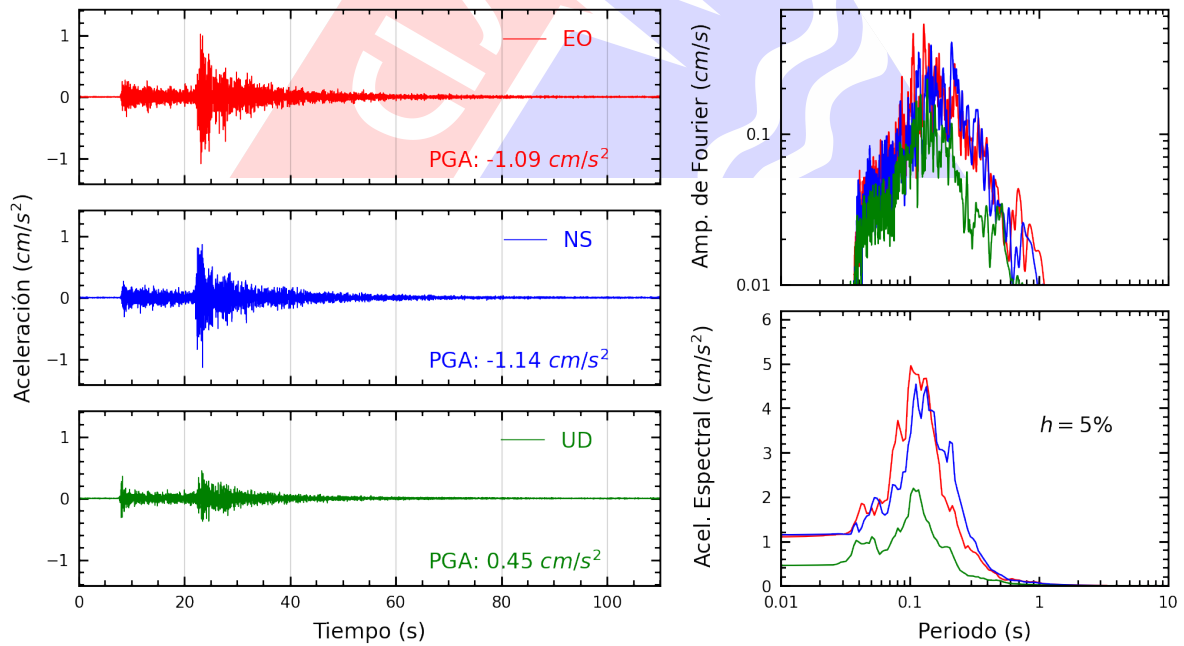 EO
1
0
−1
PGA: -1.09 cm/s²
NS
1
0
−1
PGA: -1.14 cm/s²
UD
1
0
−1
PGA: 0.45 cm/s²
Aceleración (cm/s²)
0 20 40 60 80 100
Tiempo (s)
Amp. de Fourier (cm/s)
0.1
0.01
Acel. Espectral (cm/s²)
6
5
4
3
2
1
0
h = 5%
0.01 0.1 1 10
Periodo (s)